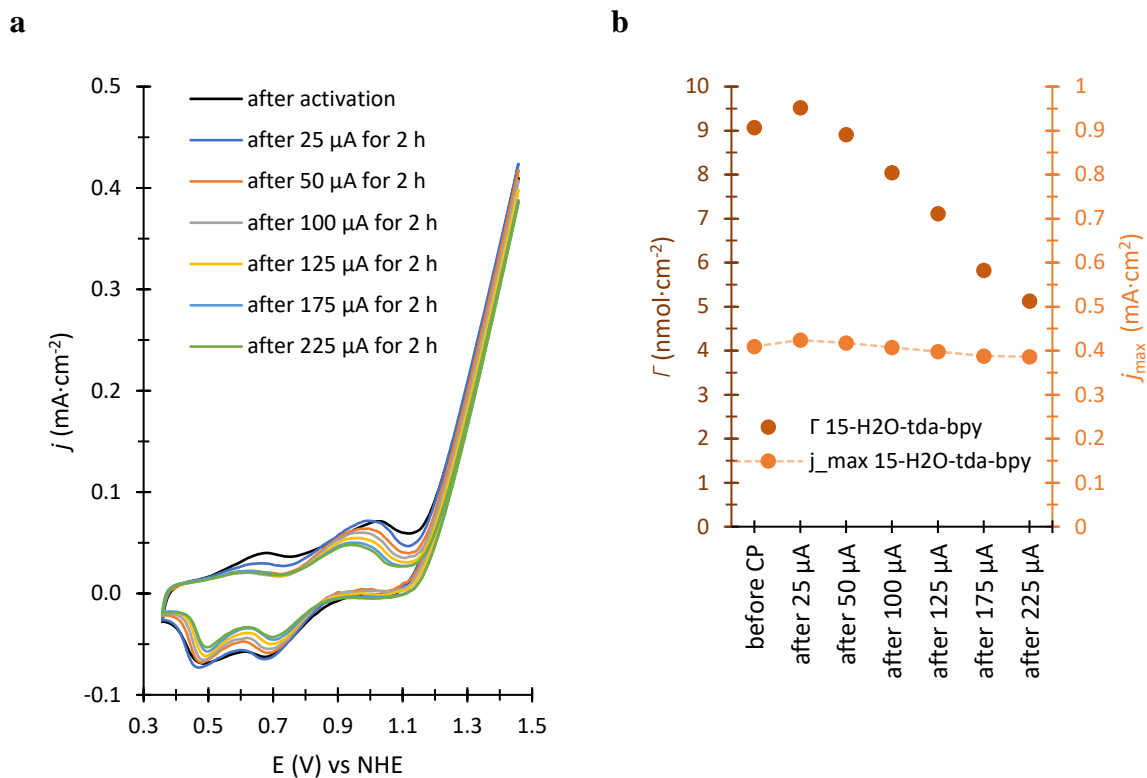 a
0.5
0.4
0.3
0.2
0.1
0.0
-0.1
j (mA·cm⁻²)
after activation
after 25 µA for 2 h
after 50 µA for 2 h
after 100 µA for 2 h
after 125 µA for 2 h
after 175 µA for 2 h
after 225 µA for 2 h
0.3 0.5 0.7 0.9 1.1 1.3 1.5
E (V) vs NHE
b
10
9
8
7
6
5
4
3
2
1
0
Γ (nmol·cm⁻²)
1
0.9
0.8
0.7
0.6
0.5
0.4
0.3
0.2
0.1
0
jmax (mA·cm²)
Γ 15-H2O-tda-bpy
j_max 15-H2O-tda-bpy
before CP
after 25 µA
after 50 µA
after 100 µA
after 125 µA
after 175 µA
after 225 µA